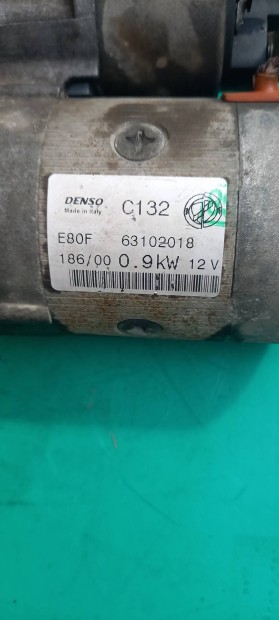 DENSO C132
Made in Italy
E80F 63102018
186/00 0.9kW 12V